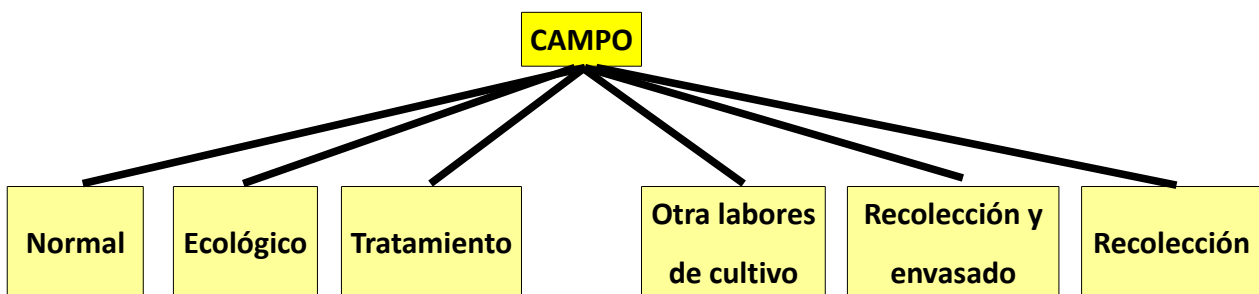 CAMPO
Normal
Ecológico
Tratamiento
Otra labores
de cultivo
Recolección y
envasado
Recolección